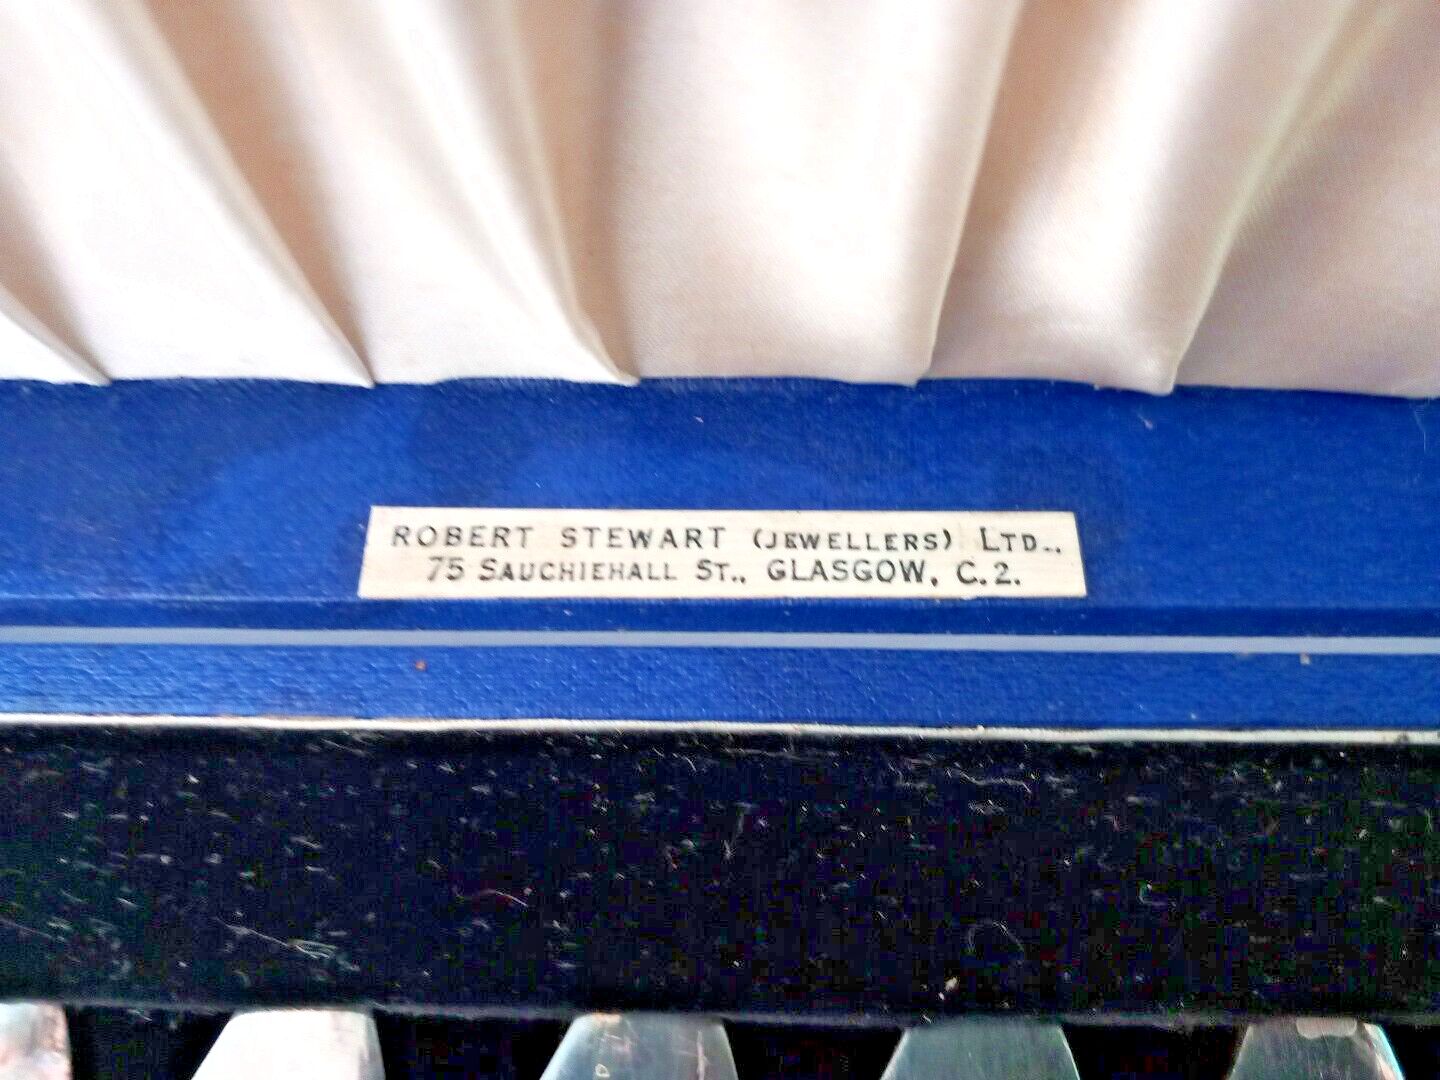 ROBERT STEWART (JEWELLERS) LTD..
75 SAUCHIEHALL ST., GLASGOW, C.2.